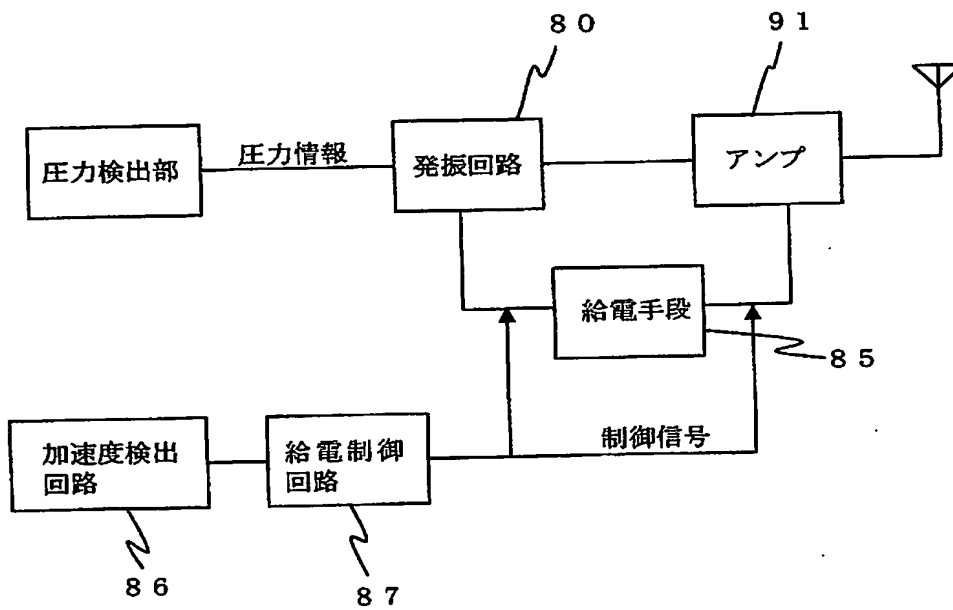 ８０
９１
圧力検出部
圧力情報
発振回路
アンプ
給電手段
８５
加速度検出
回路
給電制御
回路
制御信号
８６
８７